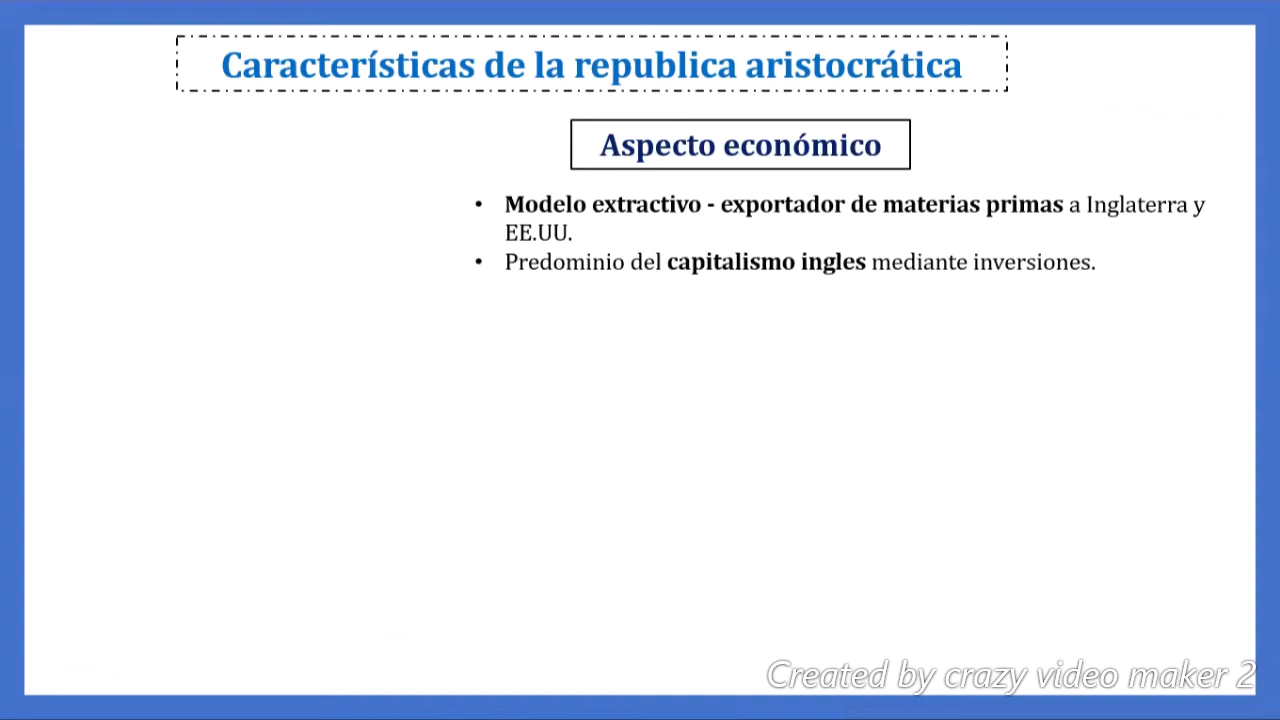 Características de la republica aristocrática
Aspecto económico
• Modelo extractivo - exportador de materias primas a Inglaterra y
EE.UU.
• Predominio del capitalismo ingles mediante inversiones.
Created by crazy video maker 2